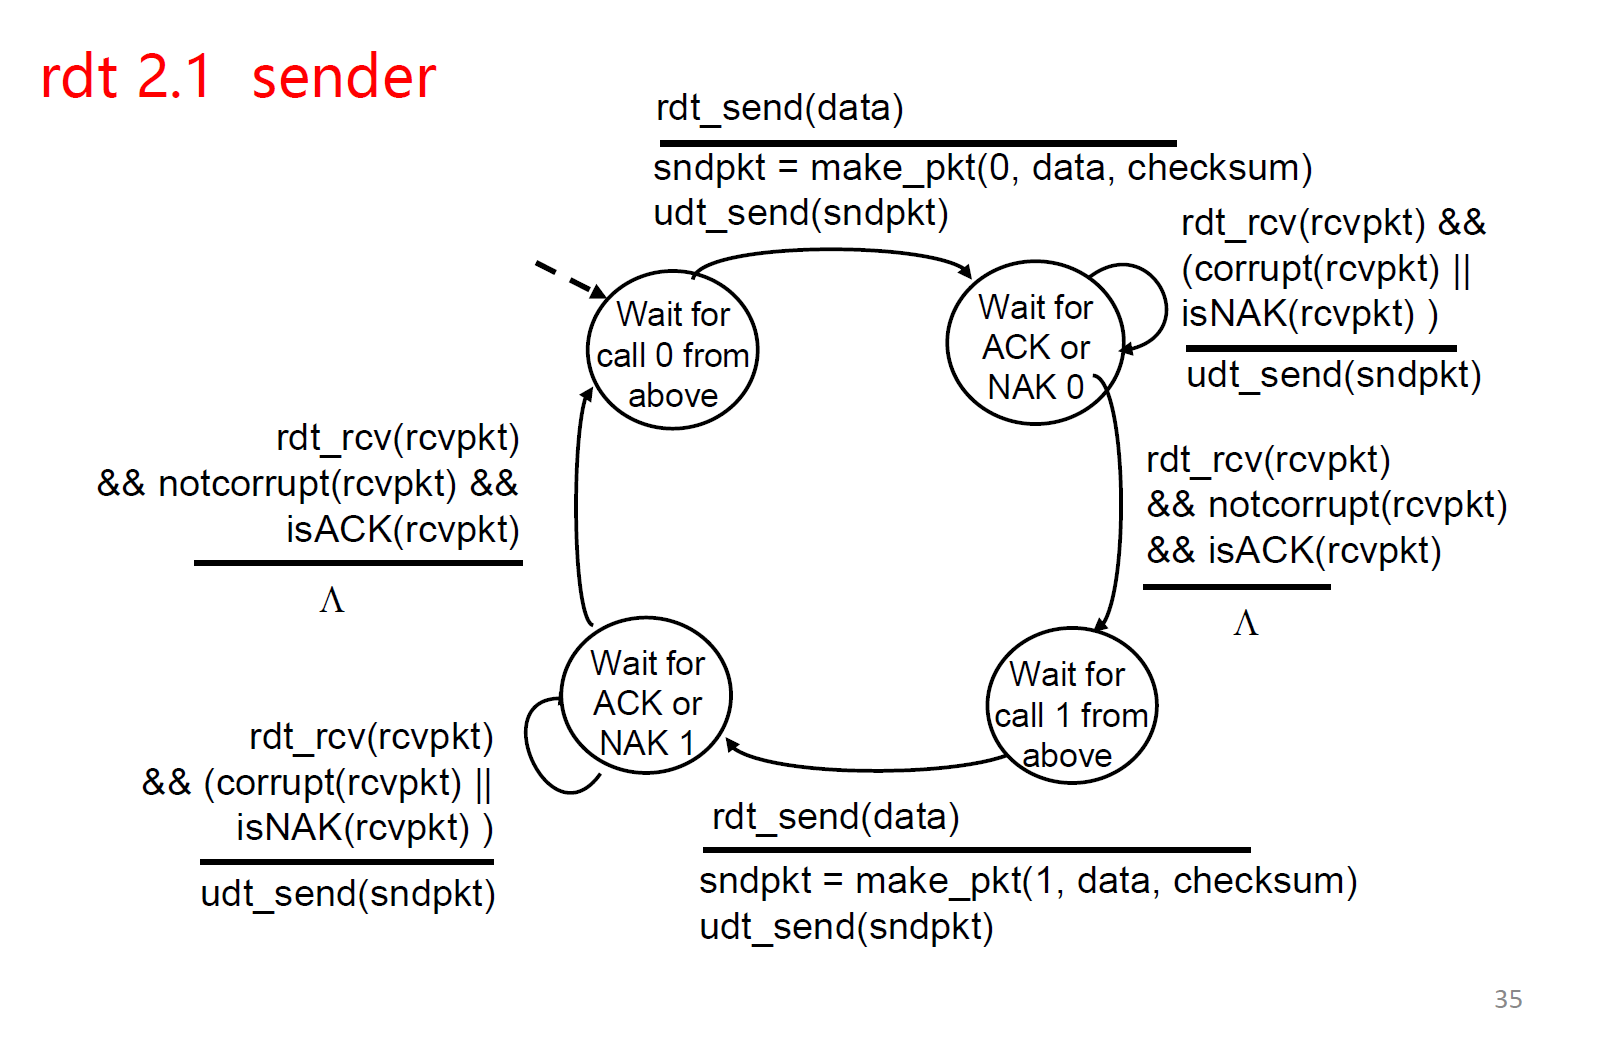 rdt 2.1 sender
rdt_send(data)
sndpkt = make_pkt(0, data, checksum)
udt_send(sndpkt)
rdt_rcv(rcvpkt) &&
(corrupt(rcvpkt) ||
isNAK(rcvpkt) )
udt_send(sndpkt)
Wait for
call 0 from
above
Wait for
ACK or
NAK 0
rdt_rcv(rcvpkt)
&& notcorrupt(rcvpkt) &&
isACK(rcvpkt)
Λ
rdt_rcv(rcvpkt)
&& notcorrupt(rcvpkt)
&& isACK(rcvpkt)
Λ
Wait for
ACK or
NAK 1
Wait for
call 1 from
above
rdt_rcv(rcvpkt)
&& (corrupt(rcvpkt) ||
isNAK(rcvpkt) )
udt_send(sndpkt)
rdt_send(data)
sndpkt = make_pkt(1, data, checksum)
udt_send(sndpkt)
35